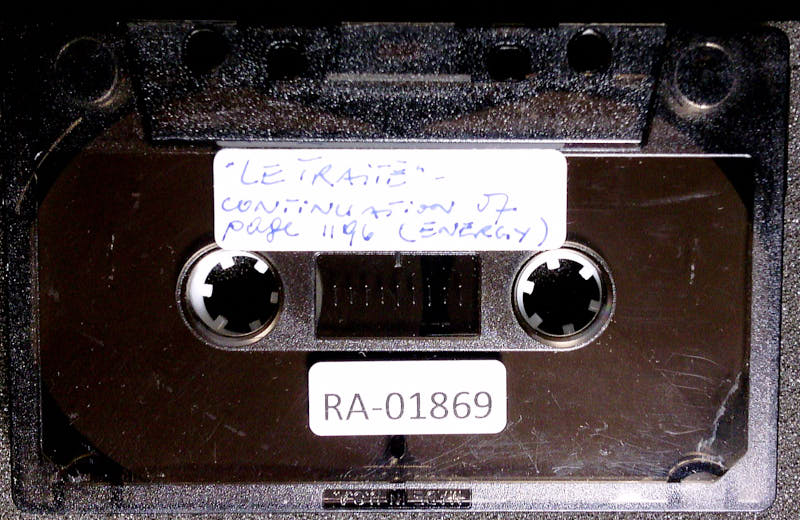 "LE TRAITÉ" -
CONTINUATION of
page 1196 (ENERGY)
RA-01869